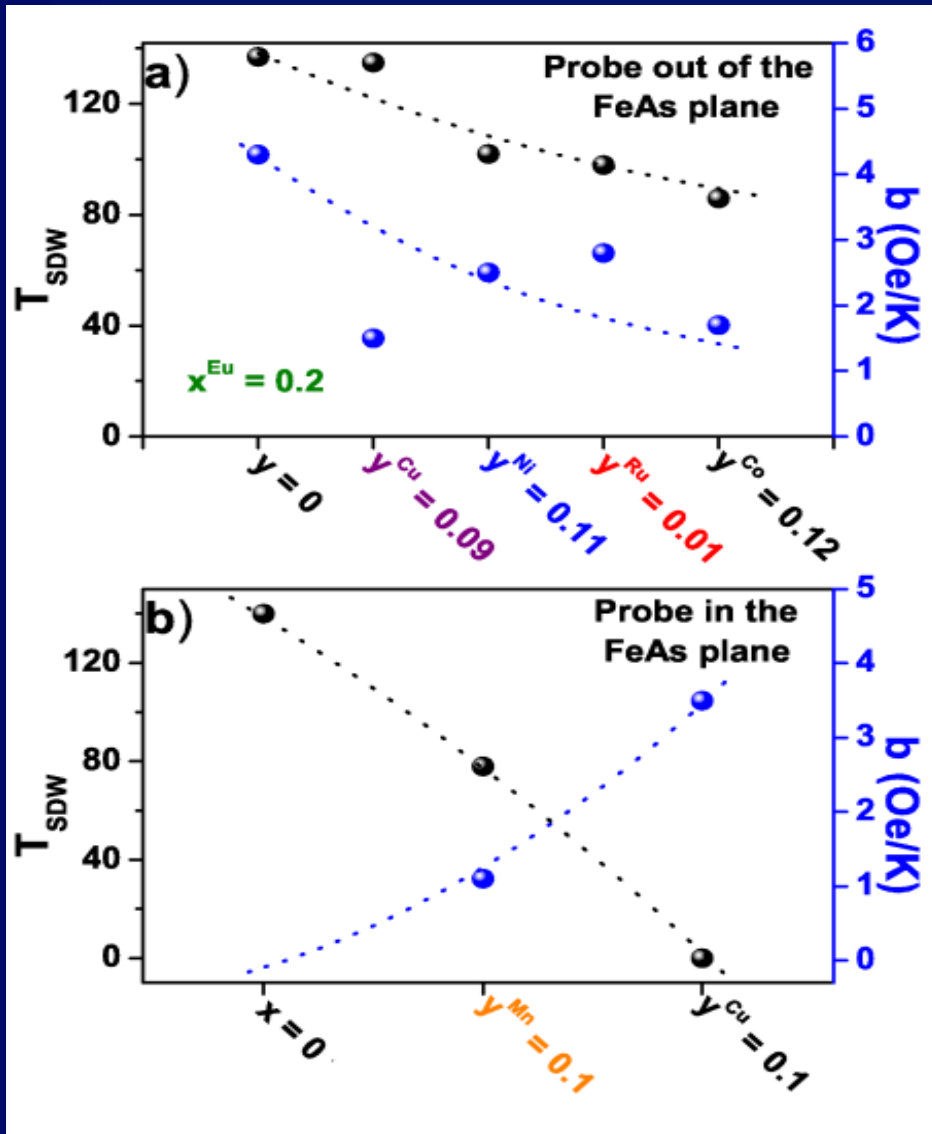 a)
Probe out of the
FeAs plane
T_SDW
120
80
40
0
6
5
4
3
2
1
0
b (Oe/K)
x^Eu = 0.2
y = 0
y^Cu = 0.09
y^Ni = 0.11
y^Ru = 0.01
y^Co = 0.12
b)
Probe in the
FeAs plane
T_SDW
120
80
40
0
5
4
3
2
1
0
b (Oe/K)
x = 0
y^Mn = 0.1
y^Cu = 0.1